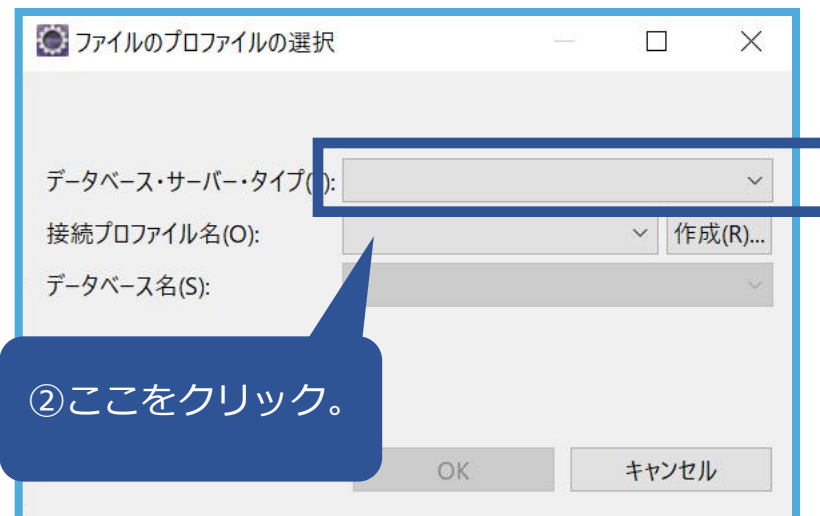 ファイルのプロファイルの選択
データベース・サーバー・タイプ():
接続プロファイル名(O):
作成(R)...
データベース名(S):
②ここをクリック。
OK
キャンセル